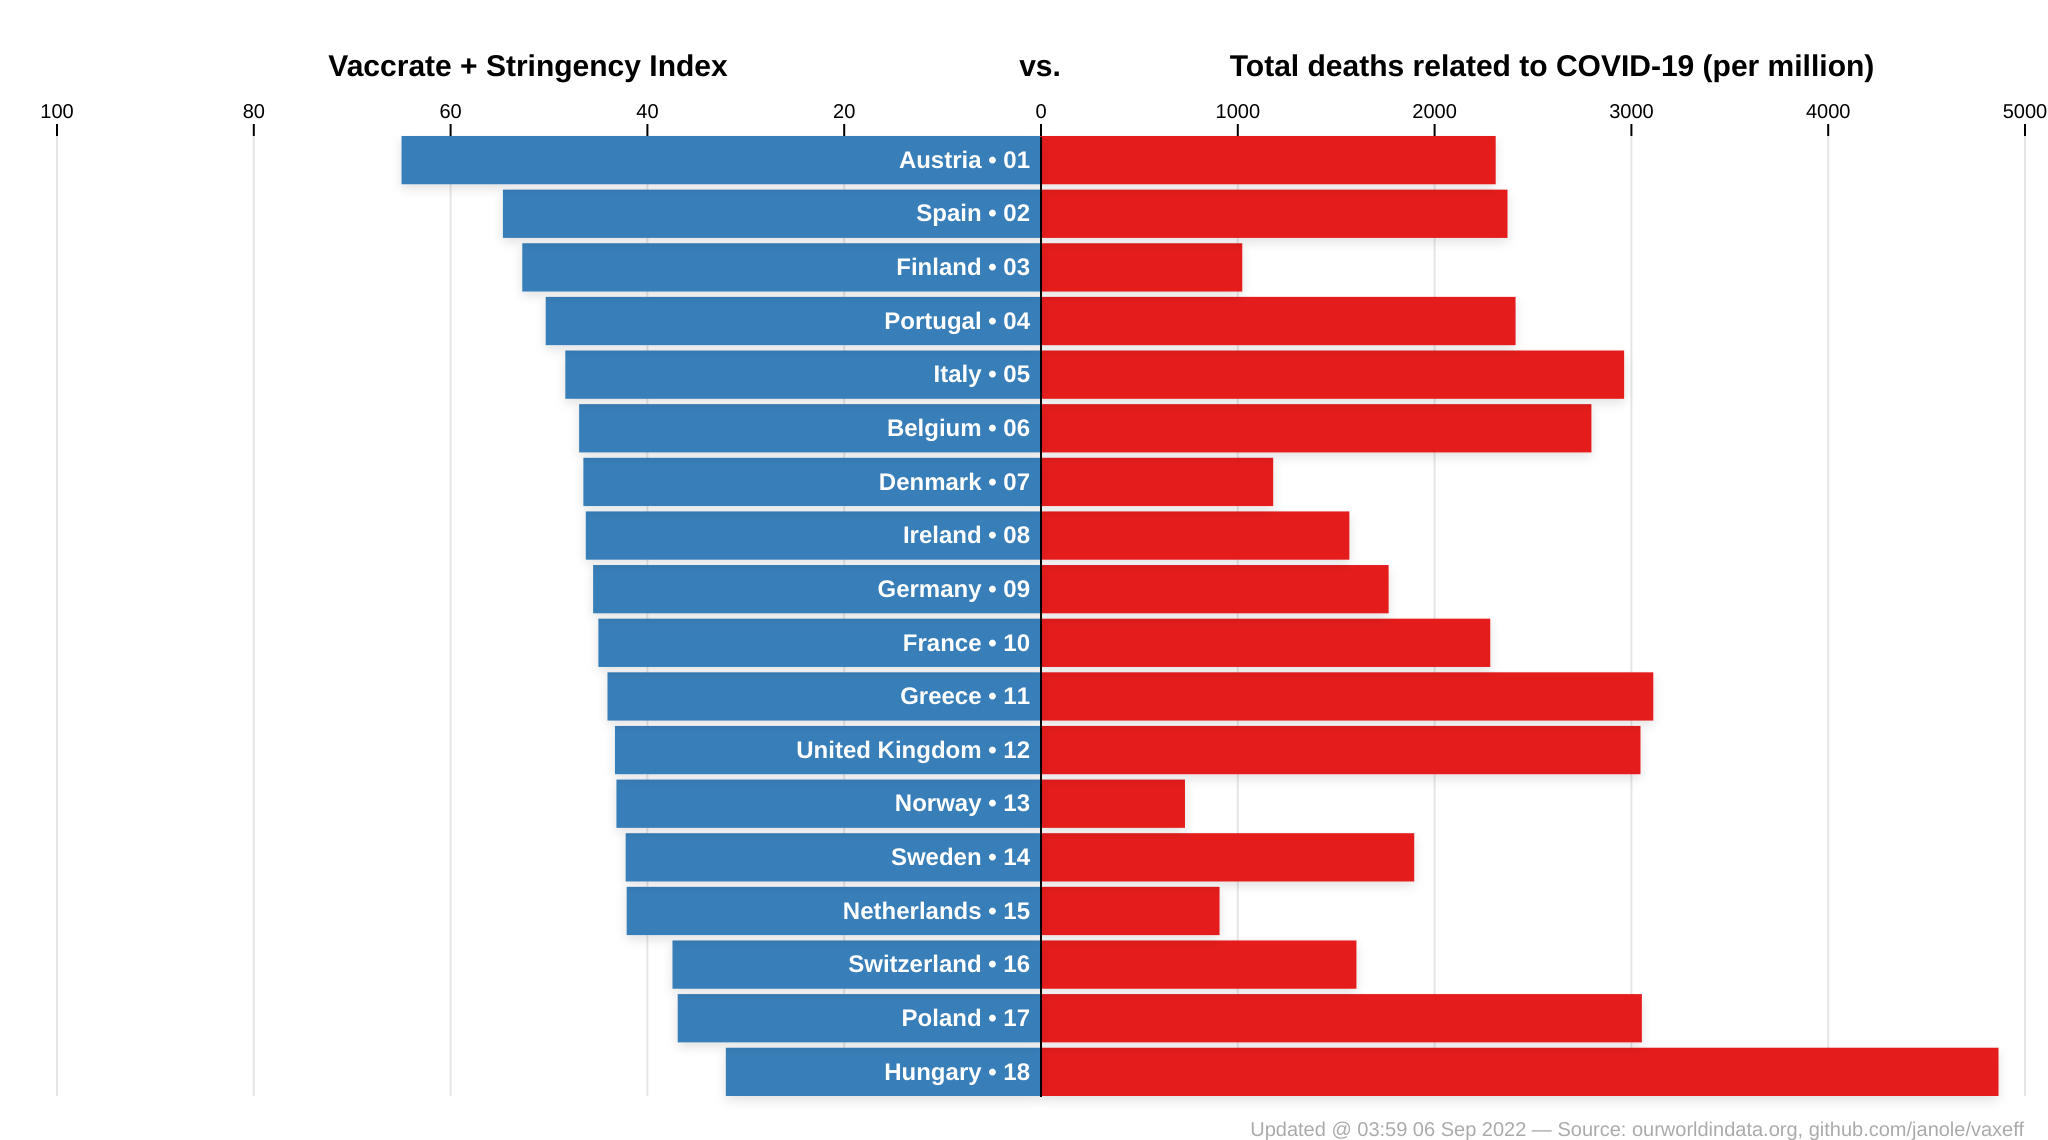 Vaccrate + Stringency Index vs. Total deaths related to COVID-19 (per million)
100 80 60 40 20 0 1000 2000 3000 4000 5000
Austria • 01
Spain • 02
Finland • 03
Portugal • 04
Italy • 05
Belgium • 06
Denmark • 07
Ireland • 08
Germany • 09
France • 10
Greece • 11
United Kingdom • 12
Norway • 13
Sweden • 14
Netherlands • 15
Switzerland • 16
Poland • 17
Hungary • 18
Updated @ 03:59 06 Sep 2022 — Source: ourworldindata.org, github.com/janole/vaxeff